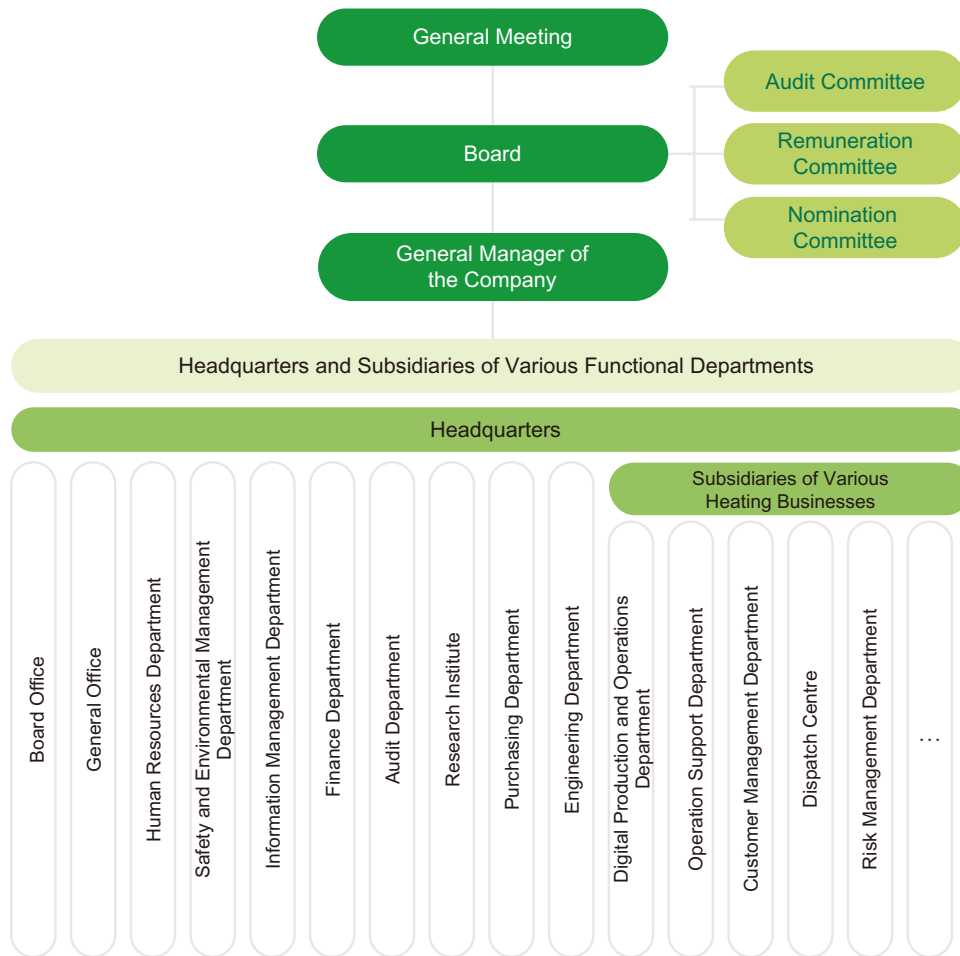 General Meeting
Audit Committee
Board
Remuneration
Committee
Nomination
Committee
General Manager of
the Company
Headquarters and Subsidiaries of Various Functional Departments
Headquarters
Subsidiaries of Various
Heating Businesses
Board Office
General Office
Human Resources Department
Safety and Environmental Management
Department
Information Management Department
Finance Department
Audit Department
Research Institute
Purchasing Department
Engineering Department
Digital Production and Operations
Department
Operation Support Department
Customer Management Department
Dispatch Centre
Risk Management Department
...